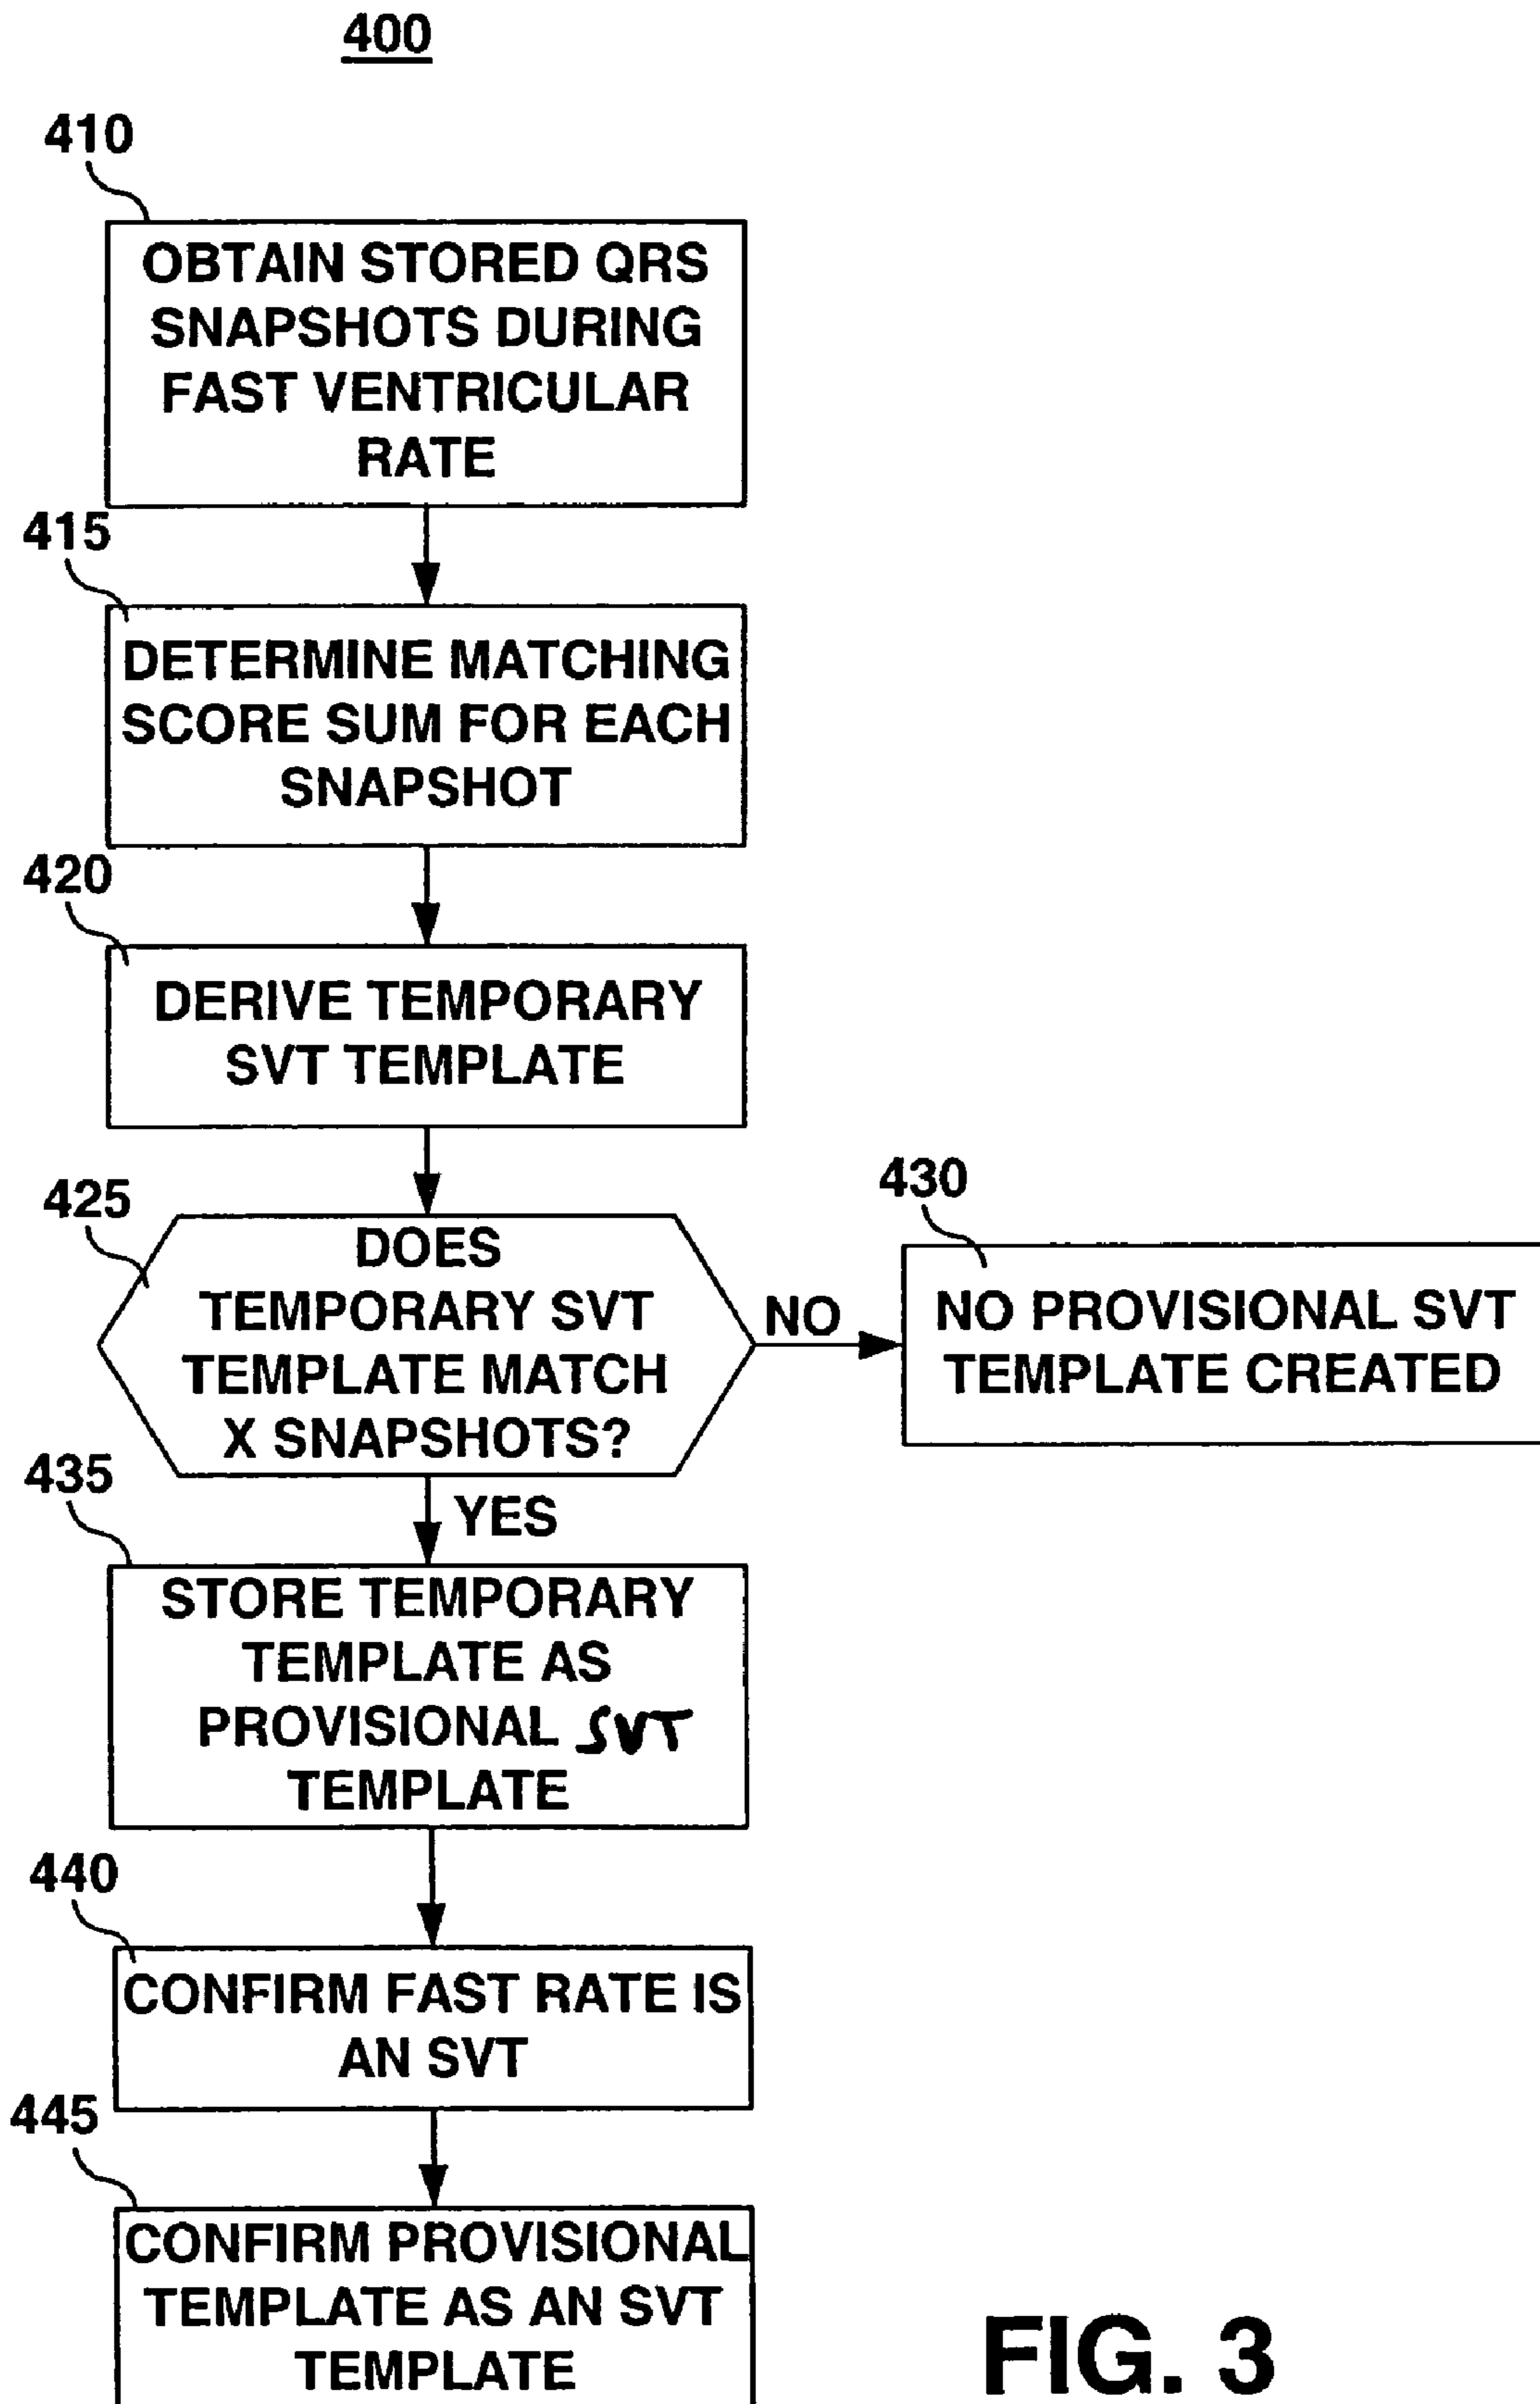 400
410
OBTAIN STORED QRS
SNAPSHOTS DURING
FAST VENTRICULAR
RATE
415
DETERMINE MATCHING
SCORE SUM FOR EACH
SNAPSHOT
420
DERIVE TEMPORARY
SVT TEMPLATE
425
DOES
TEMPORARY SVT
TEMPLATE MATCH
X SNAPSHOTS?
NO
430
NO PROVISIONAL SVT
TEMPLATE CREATED
YES
435
STORE TEMPORARY
TEMPLATE AS
PROVISIONAL SVT
TEMPLATE
440
CONFIRM FAST RATE IS
AN SVT
445
CONFIRM PROVISIONAL
TEMPLATE AS AN SVT
TEMPLATE
FIG. 3